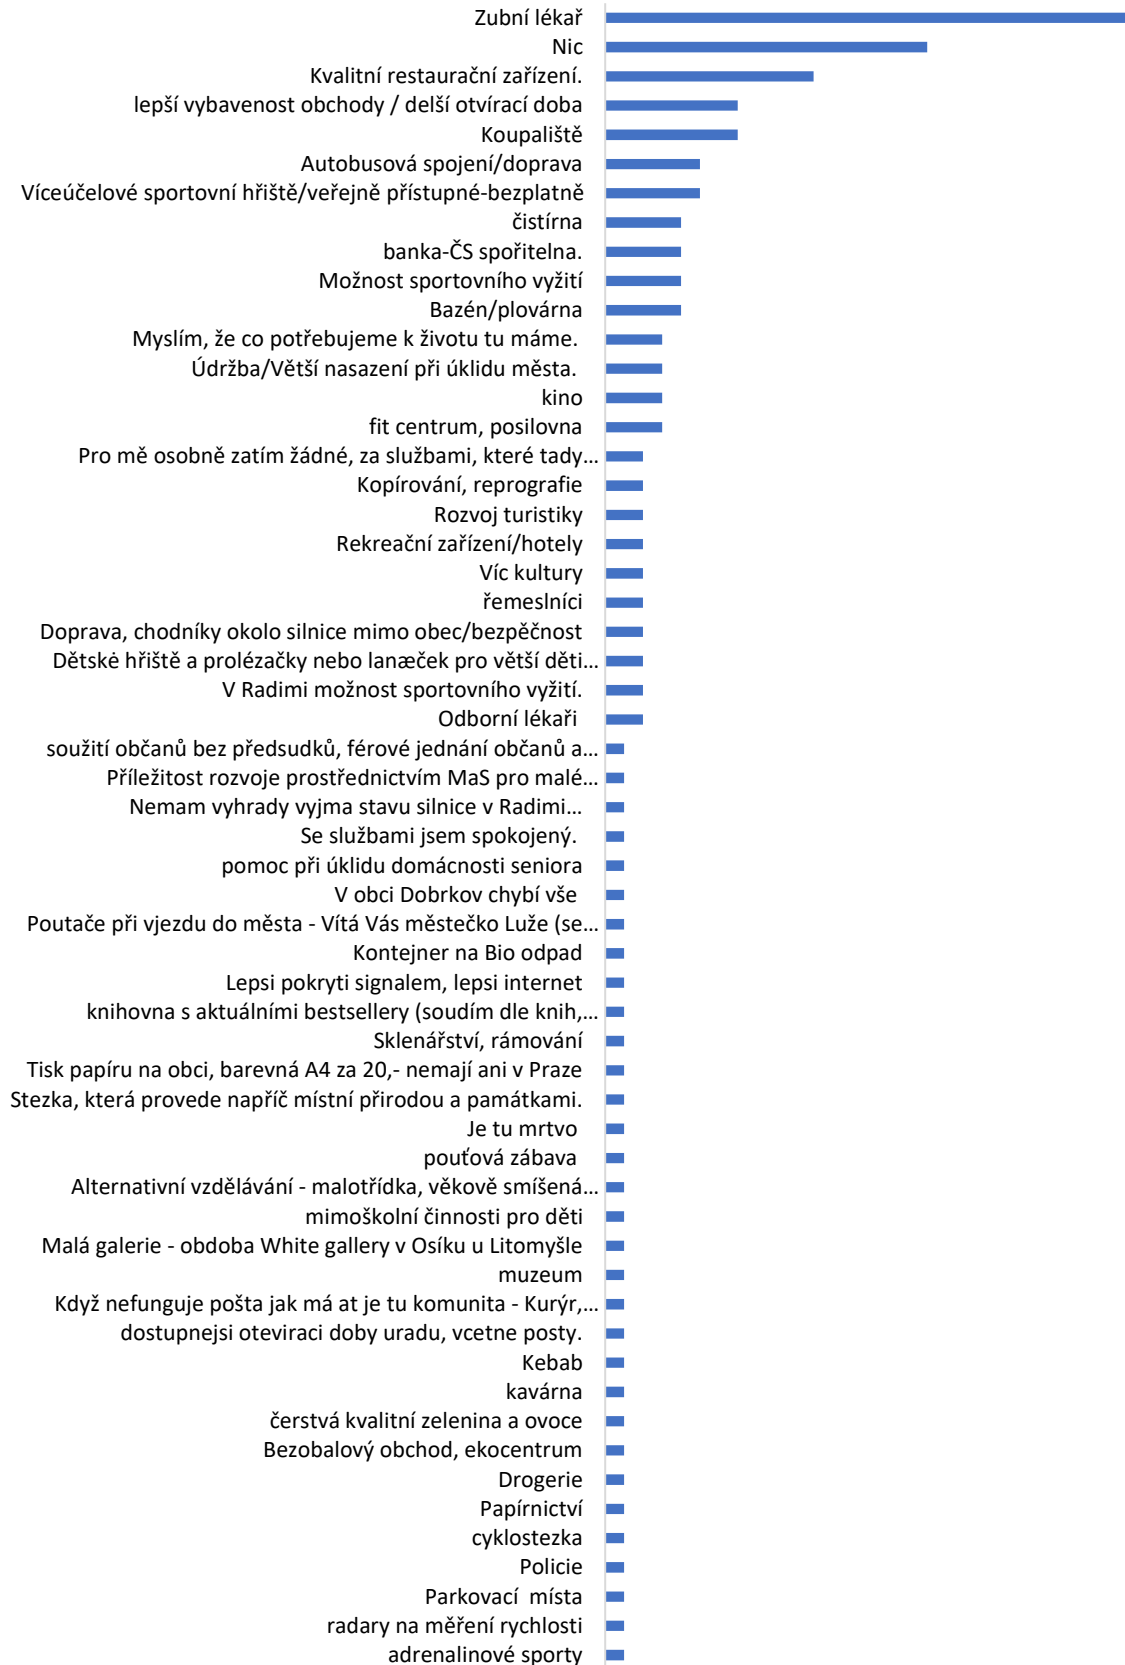 Zubní lékař
Nic
Kvalitní restaurační zařízení.
lepší vybavenost obchody / delší otvírací doba
Koupaliště
Autobusová spojení/doprava
Víceúčelové sportovní hřiště/veřejně přístupné-bezplatně
čistírna
banka-ČS spořitelna.
Možnost sportovního vyžití
Bazén/plovárna
Myslím, že co potřebujeme k životu tu máme.
Údržba/Větší nasazení při úklidu města.
kino
fit centrum, posilovna
Pro mě osobně zatím žádné, za službami, které tady...
Kopírování, reprografie
Rozvoj turistiky
Rekreační zařízení/hotely
Víc kultury
řemeslníci
Doprava, chodníky okolo silnice mimo obec/bezpěčnost
Dětskė hřiště a prolézačky nebo lanæček pro větší děti...
V Radimi možnost sportovního vyžití.
Odborní lékaři
soužití občanů bez předsudků, férové jednání občanů a...
Příležitost rozvoje prostřednictvím MaS pro malé...
Nemam vyhrady vyjma stavu silnice v Radimi...
Se službami jsem spokojený.
pomoc při úklidu domácnosti seniora
V obci Dobrkov chybí vše
Poutače při vjezdu do města - Vítá Vás městečko Luže (se...
Kontejner na Bio odpad
Lepsi pokryti signalem, lepsi internet
knihovna s aktuálními bestsellery (soudím dle knih,...
Sklenářství, rámování
Tisk papíru na obci, barevná A4 za 20,- nemají ani v Praze
Stezka, která provede napříč místní přirodou a památkami.
Je tu mrtvo
pouťová zábava
Alternativní vzdělávání - malotřídka, věkově smíšená...
mimoškolní činnosti pro děti
Malá galerie - obdoba White gallery v Osíku u Litomyšle
muzeum
Když nefunguje pošta jak má at je tu komunita - Kurýr,...
dostupnejsi oteviraci doby uradu, vcetne posty.
Kebab
kavárna
čerstvá kvalitní zelenina a ovoce
Bezobalový obchod, ekocentrum
Drogerie
Papírnictví
cyklostezka
Policie
Parkovací  místa
radary na měření rychlosti
adrenalinové sporty